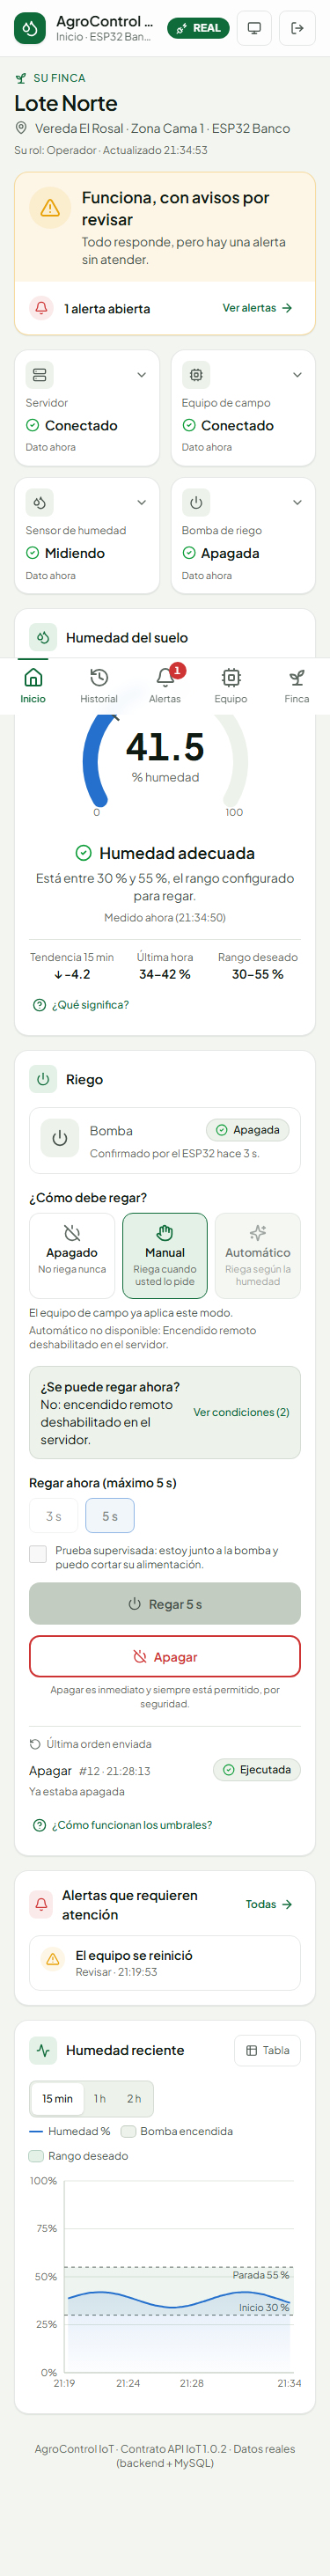 AgroControl ...
Inicio · ESP32 Ban...
REAL
SU FINCA
Lote Norte
Vereda El Rosal · Zona Cama 1 · ESP32 Banco
Su rol: Operador · Actualizado 21:34:53
Funciona, con avisos por
revisar
Todo responde, pero hay una alerta
sin atender.
1 alerta abierta
Ver alertas →
Servidor
Conectado
Dato ahora
Equipo de campo
Conectado
Dato ahora
Sensor de humedad
Midiendo
Dato ahora
Bomba de riego
Apagada
Dato ahora
Humedad del suelo
Inicio
Historial
1
Alertas
Equipo
Finca
41.5
% humedad
0
100
Humedad adecuada
Está entre 30 % y 55 %, el rango configurado
para regar.
Medido ahora (21:34:50)
Tendencia 15 min
↓ −4.2
Última hora
34–42 %
Rango deseado
30–55 %
¿Qué significa?
Riego
Bomba
Apagada
Confirmado por el ESP32 hace 3 s.
¿Cómo debe regar?
Apagado
No riega nunca
Manual
Riega cuando
usted lo pide
Automático
Riega según la
humedad
El equipo de campo ya aplica este modo.
Automático no disponible: Encendido remoto
deshabilitado en el servidor.
¿Se puede regar ahora?
No: encendido remoto
deshabilitado en el
servidor.
Ver condiciones (2)
Regar ahora (máximo 5 s)
3 s
5 s
Prueba supervisada: estoy junto a la bomba y
puedo cortar su alimentación.
Regar 5 s
Apagar
Apagar es inmediato y siempre está permitido, por
seguridad.
Última orden enviada
Apagar #12 · 21:28:13
Ejecutada
Ya estaba apagada
¿Cómo funcionan los umbrales?
Alertas que requieren
atención
Todas →
El equipo se reinició
Revisar · 21:19:53
Humedad reciente
Tabla
15 min
1 h
2 h
Humedad %
Bomba encendida
Rango deseado
100%
75%
50%
25%
0%
Parada 55 %
Inicio 30 %
21:19
21:24
21:28
21:34
AgroControl IoT · Contrato API IoT 1.0.2 · Datos reales
(backend + MySQL)